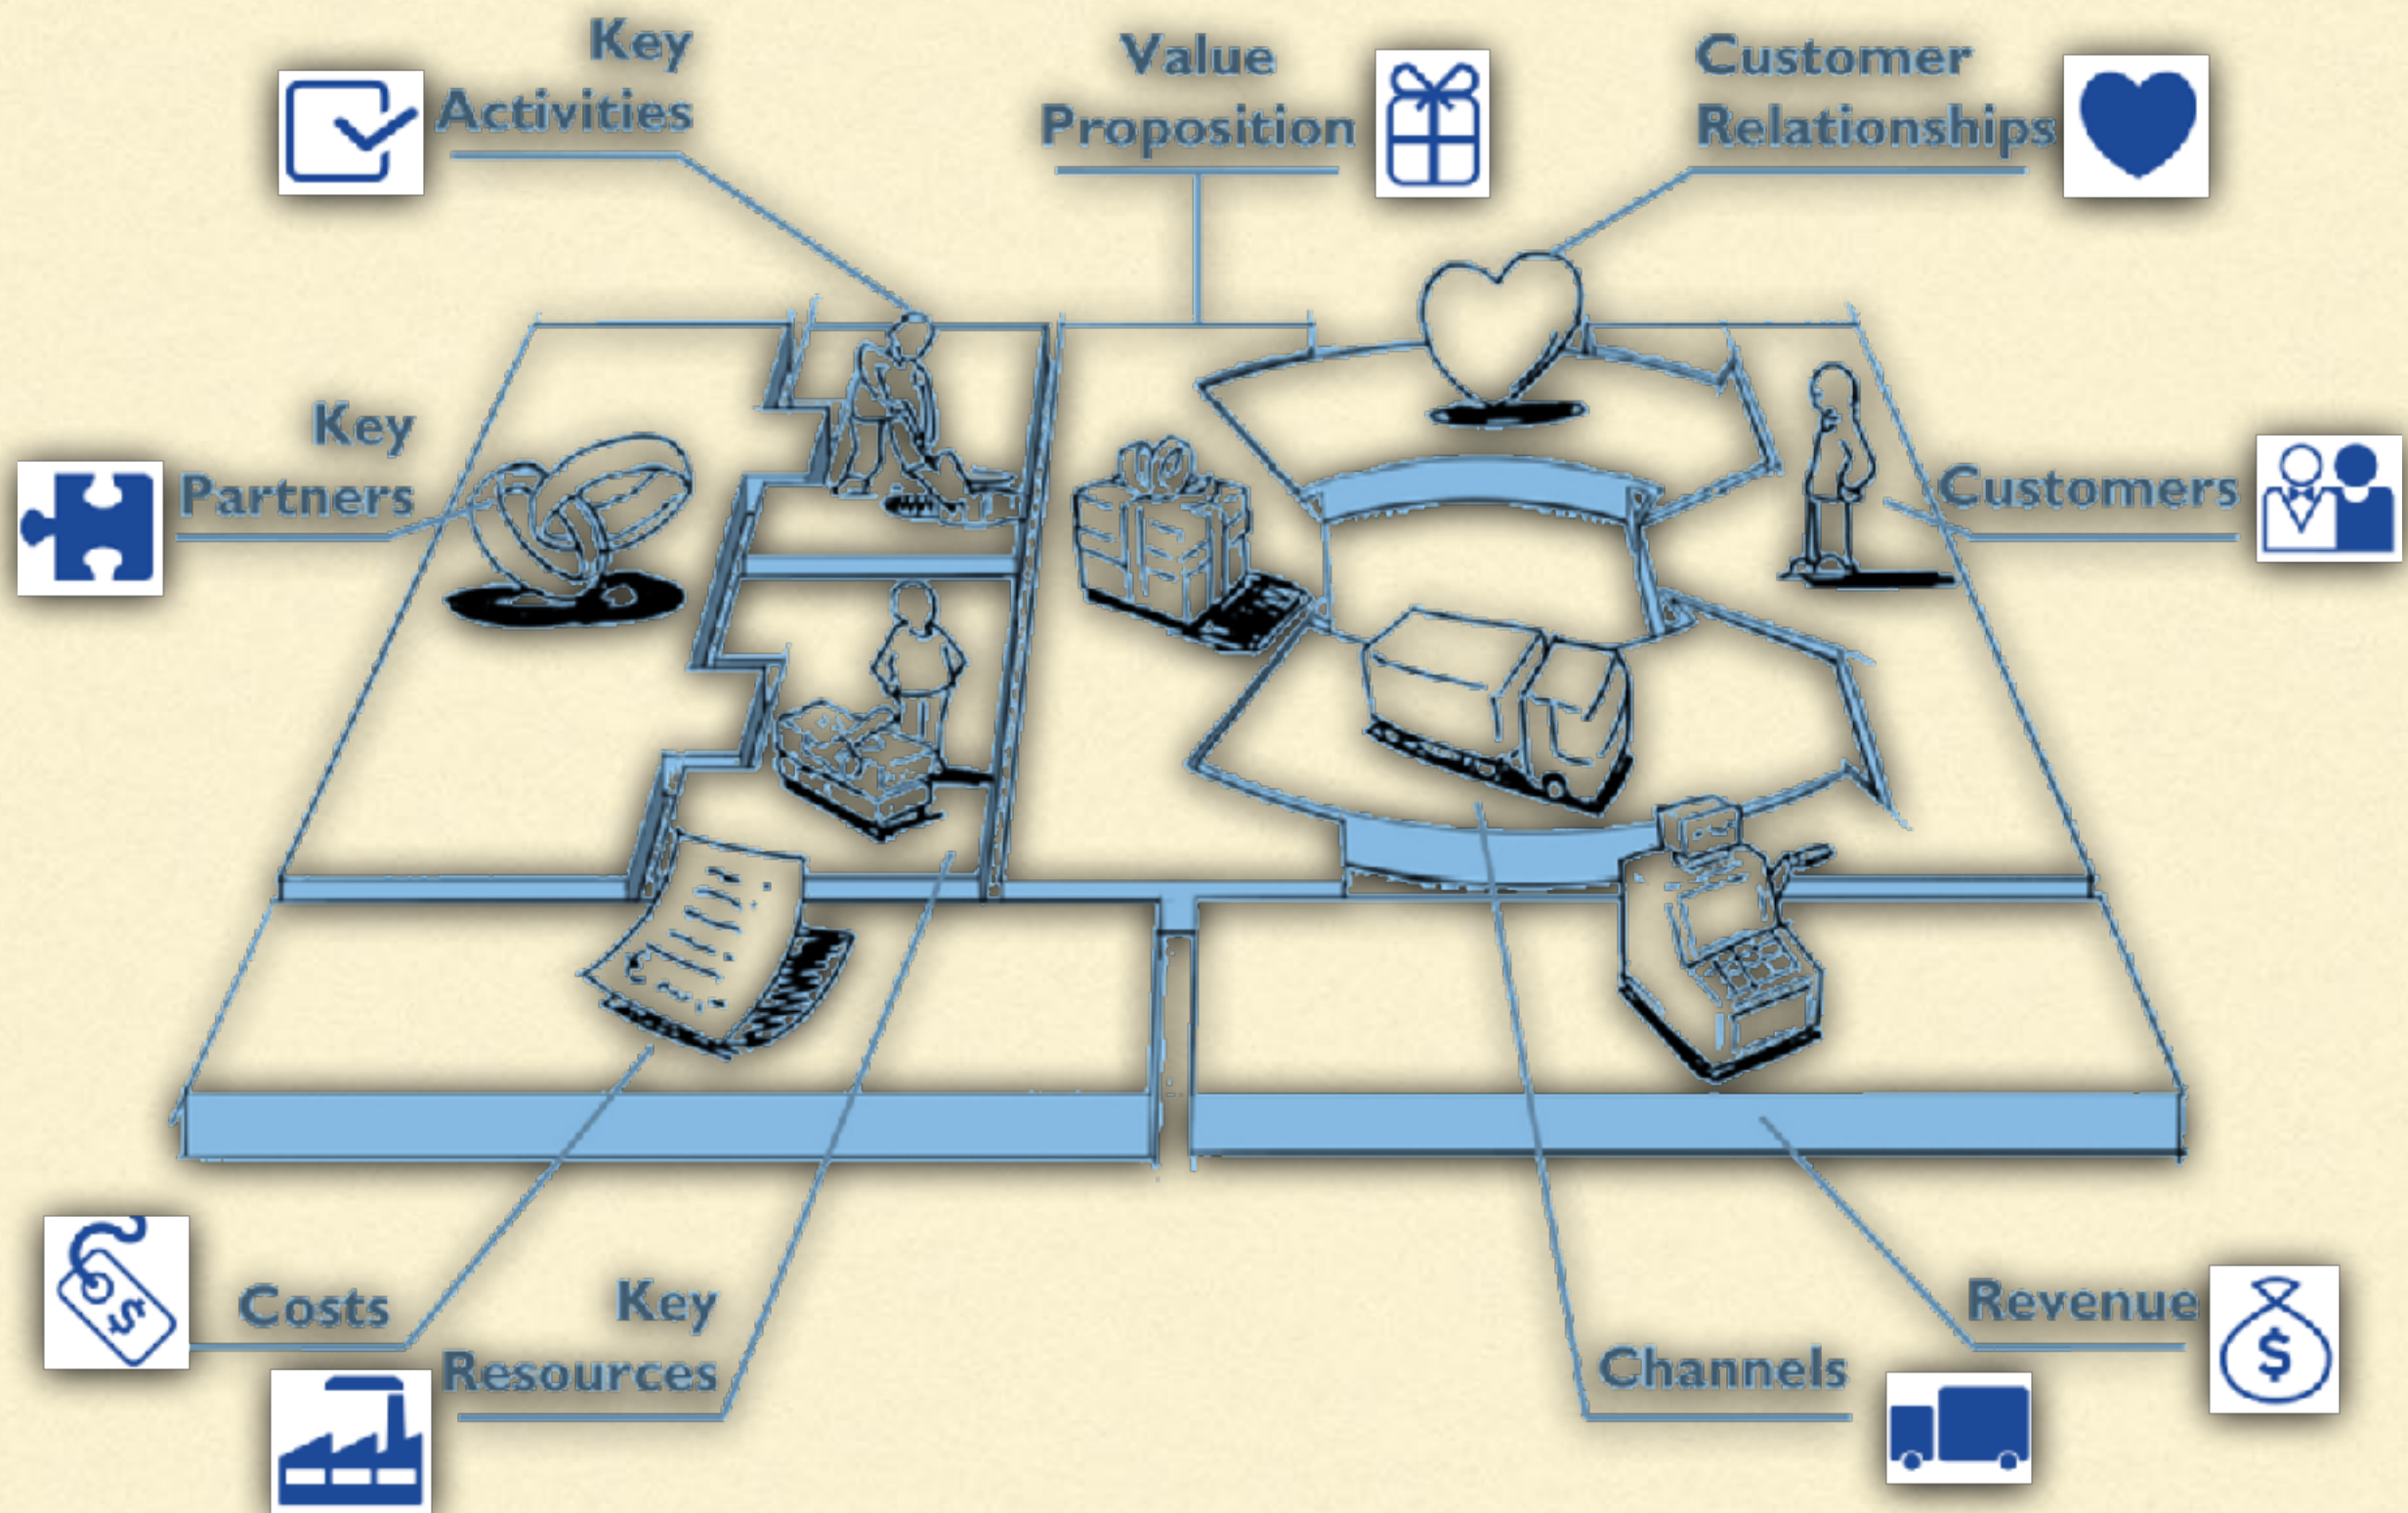 Key
Activities
Value
Proposition
Customer
Relationships
Key
Partners
Customers
Costs
$
Key
Resources
Channels
Revenue
$